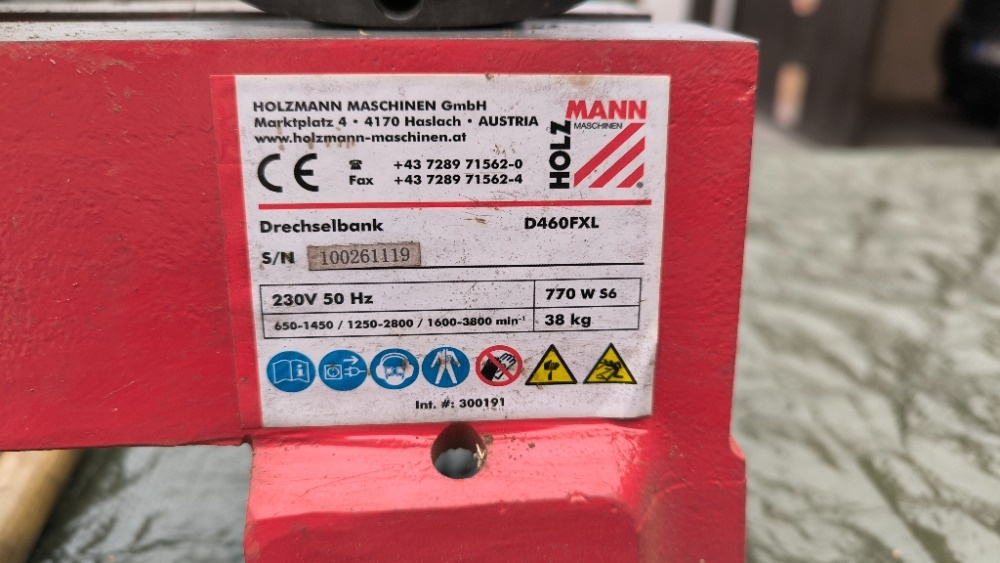 HOLZMANN MASCHINEN GmbH
Marktplatz 4 • 4170 Haslach • AUSTRIA
www.holzmann-maschinen.at
CE
☎ +43 7289 71562-0
Fax +43 7289 71562-4
HOLZ
MANN
MASCHINEN
®
Drechselbank D460FXL
S/N 100261119
230V 50 Hz 770 W S6
650-1450 / 1250-2800 / 1600-3800 min⁻¹ 38 kg
Int. #: 300191